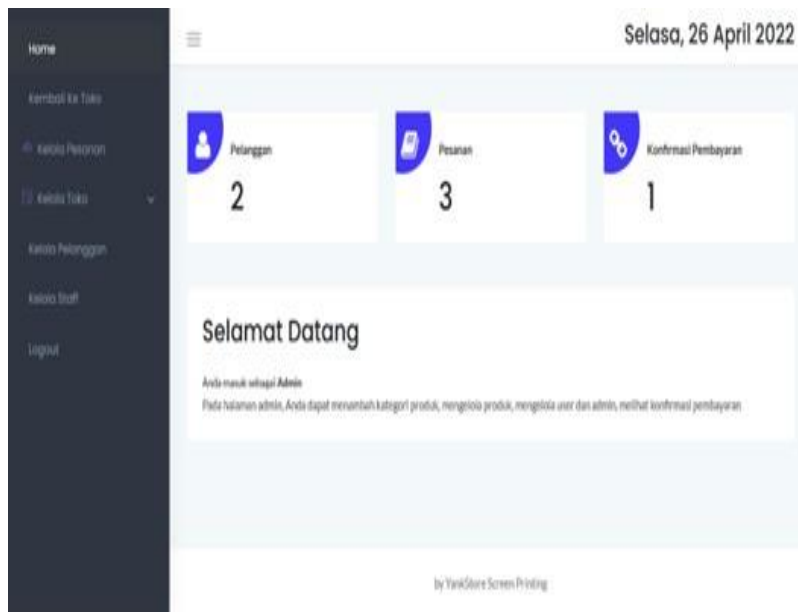 Home
Kembali Ke Toko
Kelola Pesanan
Kelola Toko
Kelola Pelanggan
Kelola Staff
Logout
Selasa, 26 April 2022
Pelanggan
2
Pesanan
3
Konfirmasi Pembayaran
1
Selamat Datang
Anda masuk sebagai Admin
Pada halaman admin, Anda dapat menambah kategori produk, mengelola produk, mengelola user dan admin, melihat konfirmasi pembayaran
by YankStore Screen Printing